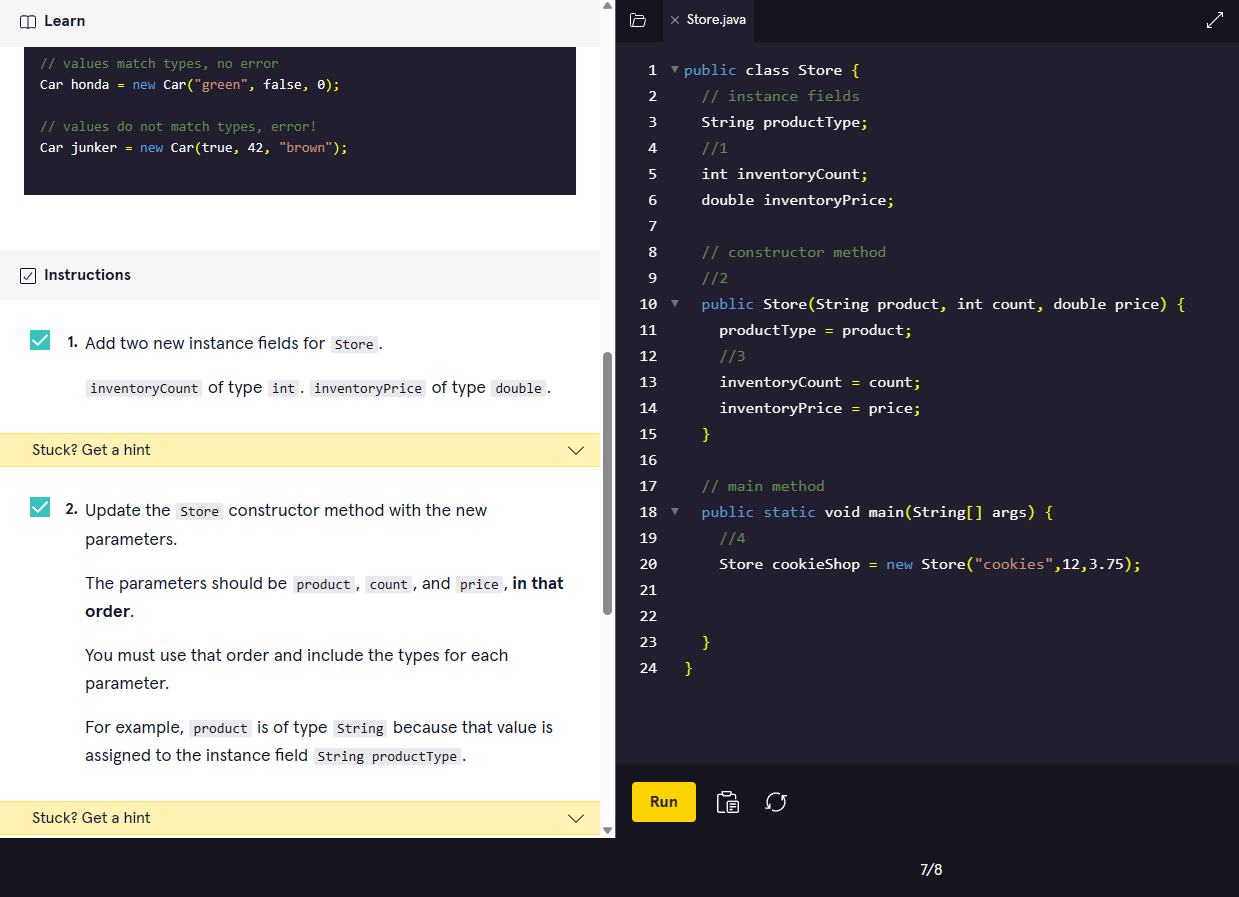 Learn
// values match types, no error
Car honda = new Car("green", false, 0);
// values do not match types, error!
Car junker = new Car(true, 42, "brown");
Instructions
1. Add two new instance fields for Store.
inventoryCount of type int. inventoryPrice of type double.
Stuck? Get a hint
2. Update the Store constructor method with the new
parameters.
The parameters should be product, count, and price, in that
order.
You must use that order and include the types for each
parameter.
For example, product is of type String because that value is
assigned to the instance field String productType.
Stuck? Get a hint
Store.java
1 public class Store {
2 // instance fields
3 String productType;
4 //1
5 int inventoryCount;
6 double inventoryPrice;
7
8 // constructor method
9 //2
10 public Store(String product, int count, double price) {
11 productType = product;
12 //3
13 inventoryCount = count;
14 inventoryPrice = price;
15 }
16
17 // main method
18 public static void main(String[] args) {
19 //4
20 Store cookieShop = new Store("cookies",12,3.75);
21
22
23 }
24 }
Run
7/8